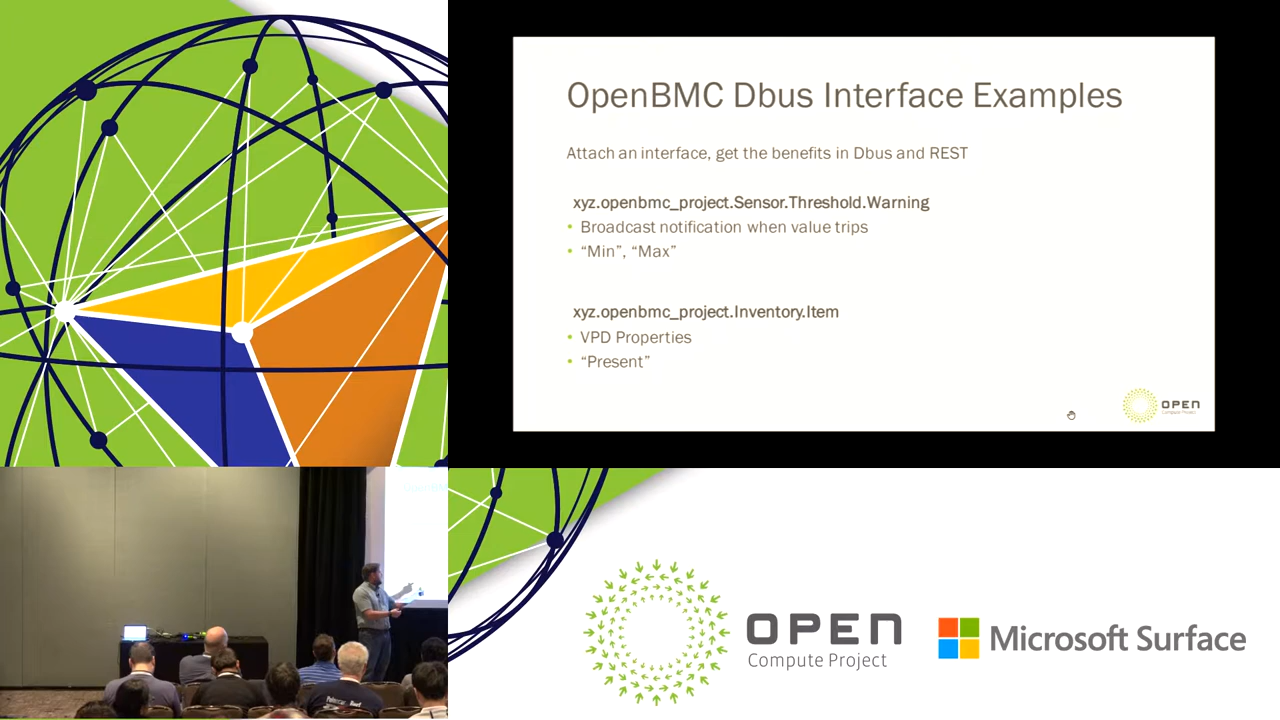 OpenBMC Dbus Interface Examples
Attach an interface, get the benefits in Dbus and REST
xyz.openbmc_project.Sensor.Threshold.Warning
• Broadcast notification when value trips
• “Min”, “Max”
xyz.openbmc_project.Inventory.Item
• VPD Properties
• “Present”
OPEN
Compute Project
OPEN
Compute Project
Microsoft Surface